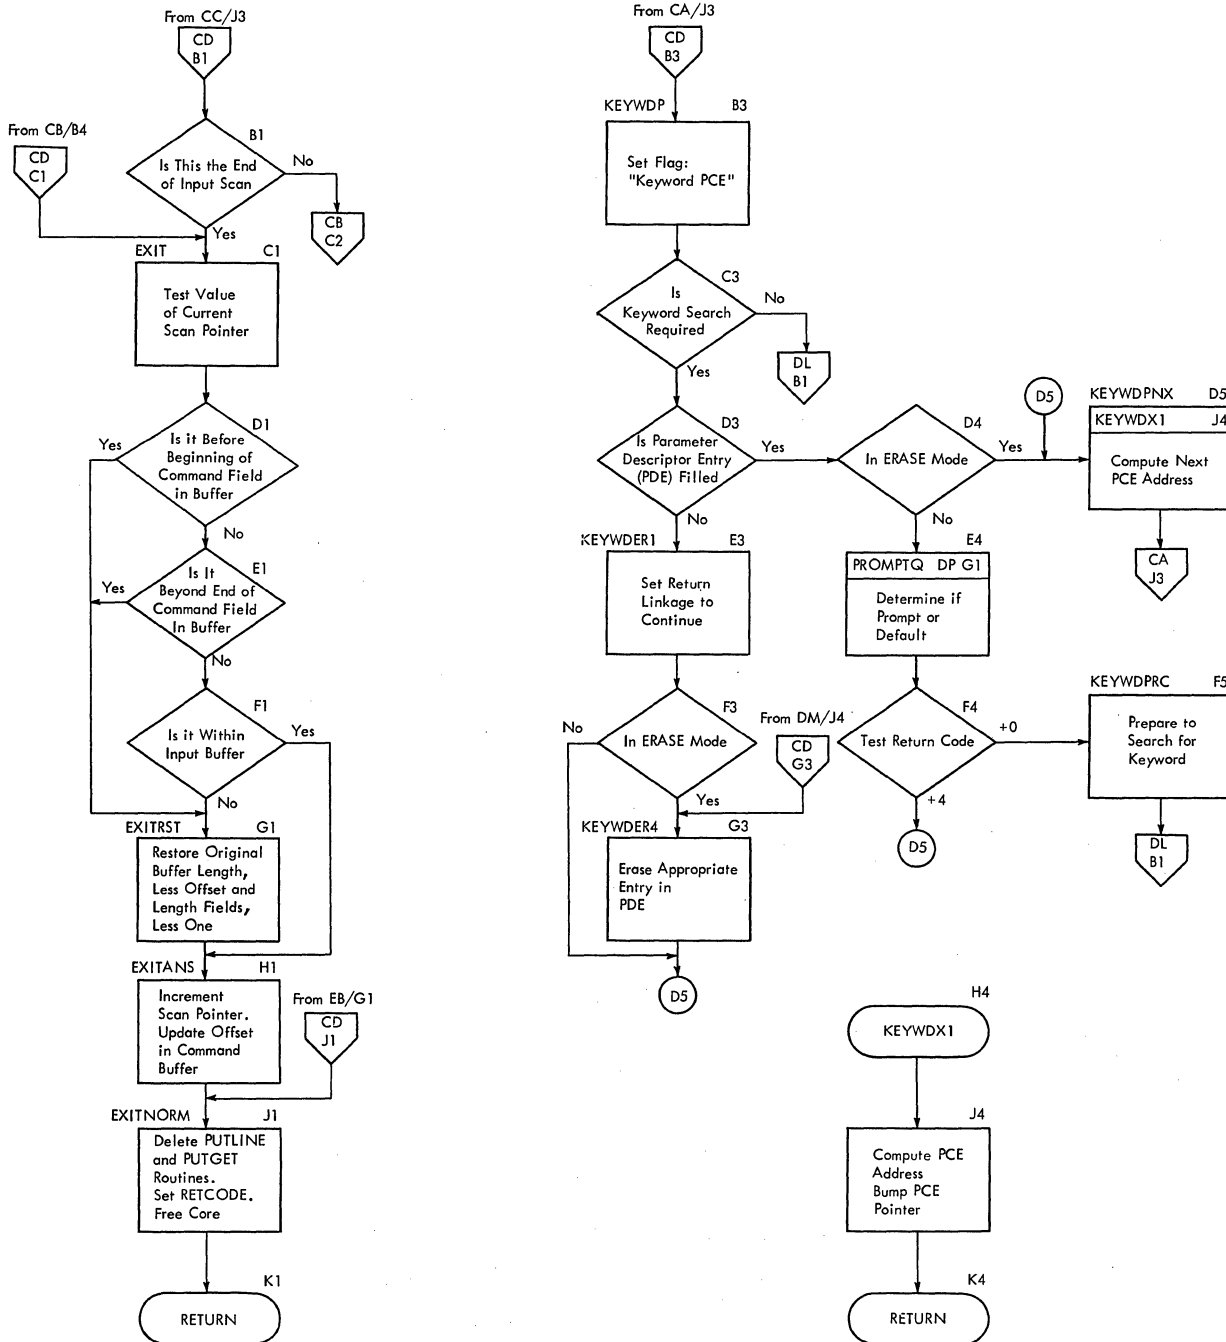 From CC/J3
CD
B1
B1
Is This the End
of Input Scan
No
Yes
CB
C2
From CB/B4
CD
C1
EXIT C1
Test Value
of Current
Scan Pointer
D1
Is it Before
Beginning of
Command Field
in Buffer
Yes
No
E1
Is It
Beyond End of
Command Field
In Buffer
Yes
No
F1
Is it Within
Input Buffer
Yes
No
EXITRST G1
Restore Original
Buffer Length,
Less Offset and
Length Fields,
Less One
EXITANS H1
Increment
Scan Pointer.
Update Offset
in Command
Buffer
From EB/G1
CD
J1
EXITNORM J1
Delete PUTLINE
and PUTGET
Routines.
Set RETCODE.
Free Core
K1
RETURN
From CA/J3
CD
B3
KEYWDP B3
Set Flag:
"Keyword PCE"
C3
Is
Keyword Search
Required
No
Yes
DL
B1
D3
Is Parameter
Descriptor Entry
(PDE) Filled
Yes
No
KEYWDER1 E3
Set Return
Linkage to
Continue
F3
In ERASE Mode
No
Yes
From DM/J4
CD
G3
KEYWDER4 G3
Erase Appropriate
Entry in
PDE
D5
D4
In ERASE Mode
Yes
No
E4
PROMPTQ DP G1
Determine if
Prompt or
Default
F4
Test Return Code
+0
+4
D5
D5
KEYWDPNX D5
KEYWDX1 J4
Compute Next
PCE Address
CA
J3
KEYWDPRC F5
Prepare to
Search for
Keyword
DL
B1
H4
KEYWDX1
J4
Compute PCE
Address
Bump PCE
Pointer
K4
RETURN